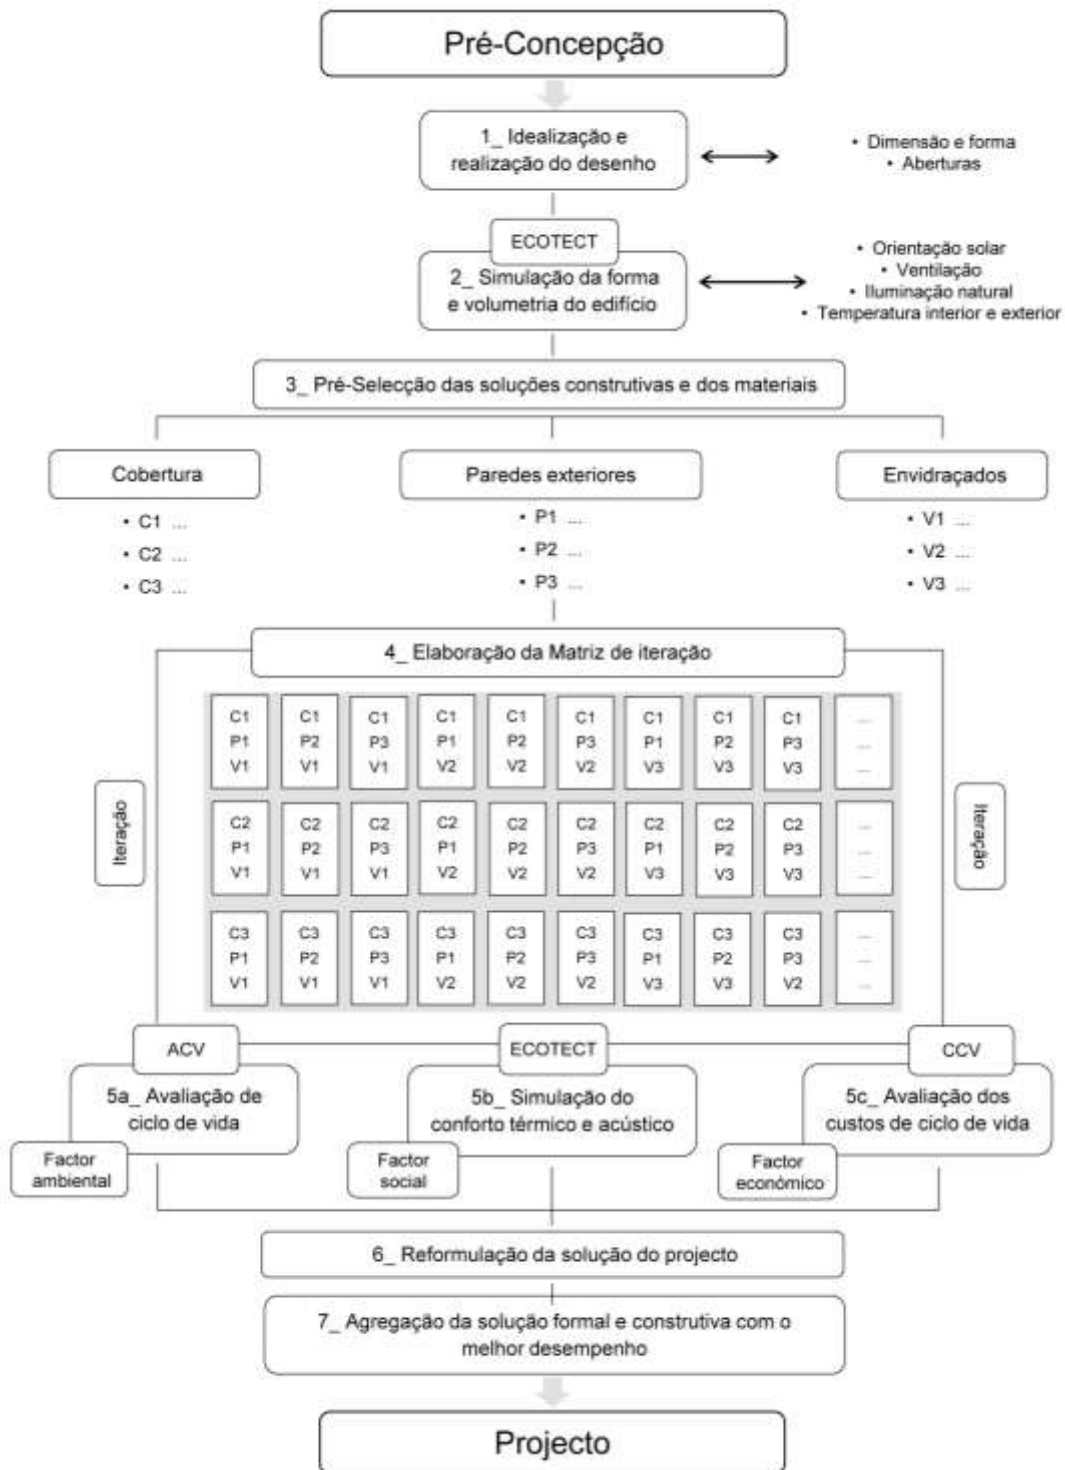 Pré-Concepção
1_ Idealização e
realização do desenho
• Dimensão e forma
• Aberturas
ECOTECT
2_ Simulação da forma
e volumetria do edifício
• Orientação solar
• Ventilação
• Iluminação natural
• Temperatura interior e exterior
3_ Pré-Selecção das soluções construtivas e dos materiais
Cobertura
• C1 ...
• C2 ...
• C3 ...
Paredes exteriores
• P1 ...
• P2 ...
• P3 ...
Envidraçados
• V1 ...
• V2 ...
• V3 ...
4_ Elaboração da Matriz de iteração
Iteração
C1 C1 C1 C1 C1 C1 C1 C1 C1 ...
P1 P2 P3 P1 P2 P3 P1 P2 P3 ...
V1 V1 V1 V2 V2 V2 V3 V3 V3 ...
C2 C2 C2 C2 C2 C2 C2 C2 C2 ...
P1 P2 P3 P1 P2 P3 P1 P2 P3 ...
V1 V1 V1 V2 V2 V2 V3 V3 V3 ...
C3 C3 C3 C3 C3 C3 C3 C3 C3 ...
P1 P2 P3 P1 P2 P3 P1 P2 P3 ...
V1 V1 V1 V2 V2 V2 V3 V3 V2 ...
Iteração
ACV
5a_ Avaliação de
ciclo de vida
Factor
ambiental
ECOTECT
5b_ Simulação do
conforto térmico e acústico
Factor
social
CCV
5c_ Avaliação dos
custos de ciclo de vida
Factor
económico
6_ Reformulação da solução do projecto
7_ Agregação da solução formal e construtiva com o
melhor desempenho
Projecto